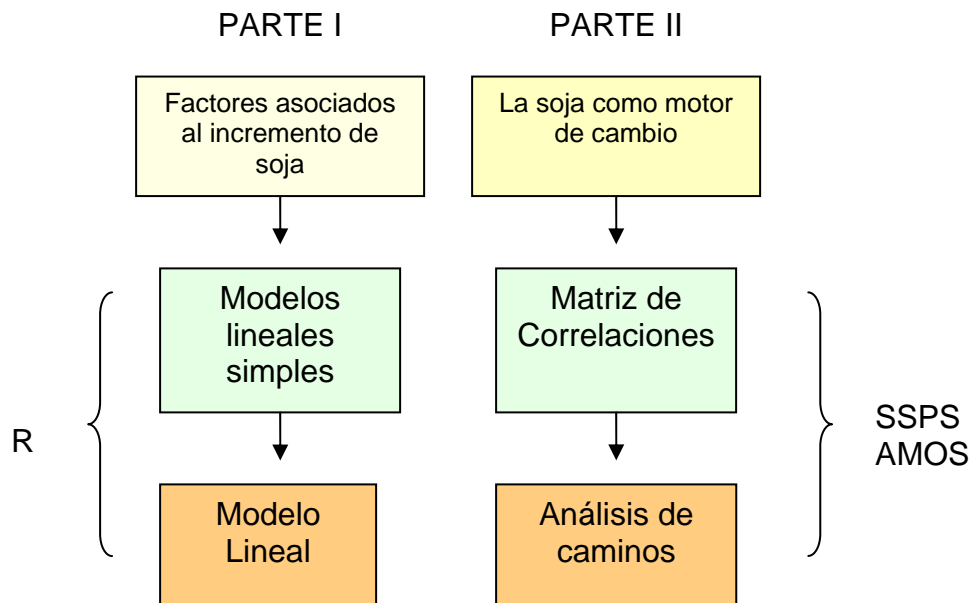 PARTE I
PARTE II
Factores asociados
al incremento de
soja
La soja como motor
de cambio
Modelos
lineales
simples
Matriz de
Correlaciones
R
SSPS
AMOS
Modelo
Lineal
Análisis de
caminos